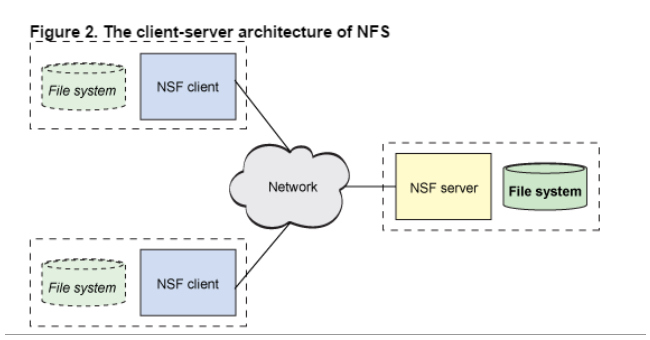 Figure 2. The client-server architecture of NFS
File system
NSF client
Network
NSF server
File system
File system
NSF client